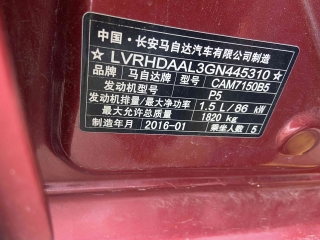 中国·长安马自达汽车有限公司制造
☆LVRHDAAL3GN445310☆
品牌 马自达牌 型号 CAM7150B5
发动机型号 P5
发动机排量/最大净功率 1.5 L/86 kW
最大允许总质量 1820 kg
制造年月 2016-01 乘坐人数 5